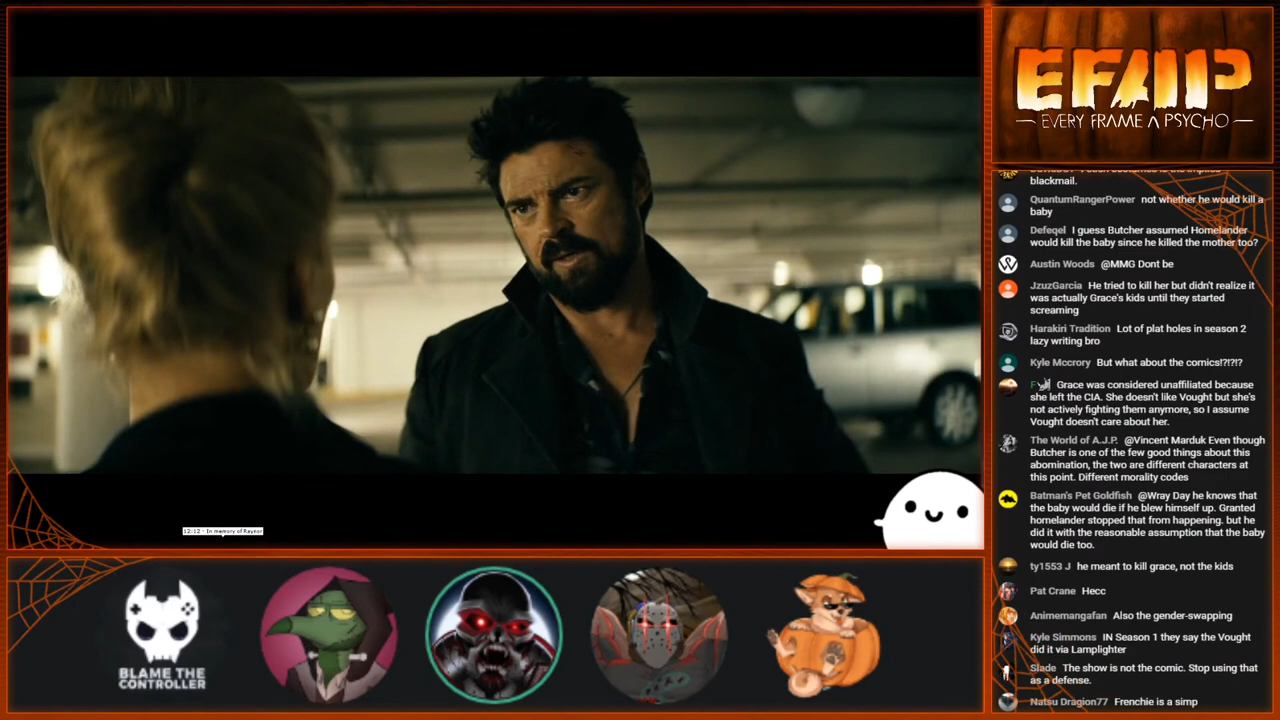 EFAP
EVERY FRAME A PSYCHO
blackmail.
QuantumRangerPower not whether he would kill a
baby
Defeqel I guess Butcher assumed Homelander
would kill the baby since he killed the mother too?
Austin Woods @MMG Dont be
JzuzGarcia He tried to kill her but didn't realize it
was actually Grace's kids until they started
screaming
Harakiri Tradition Lot of plat holes in season 2
lazy writing bro
Kyle Mccrory But what about the comics!?!?!?
F Grace was considered unaffiliated because
she left the CIA. She doesn't like Vought but she's
not actively fighting them anymore, so I assume
Vought doesn't care about her.
The World of A.J.P. @Vincent Marduk Even though
Butcher is one of the few good things about this
abomination, the two are different characters at
this point. Different morality codes
Batman's Pet Goldfish @Wray Day he knows that
the baby would die if he blew himself up. Granted
homelander stopped that from happening. but he
did it with the reasonable assumption that the baby
would die too.
ty1553 J he meant to kill grace, not the kids
Pat Crane Hecc
Animemangafan Also the gender-swapping
Kyle Simmons IN Season 1 they say the Vought
did it via Lamplighter
Slade The show is not the comic. Stop using that
as a defense.
Natsu Dragion77 Frenchie is a simp
12:12 - In memory of Raynor
BLAME THE
CONTROLLER